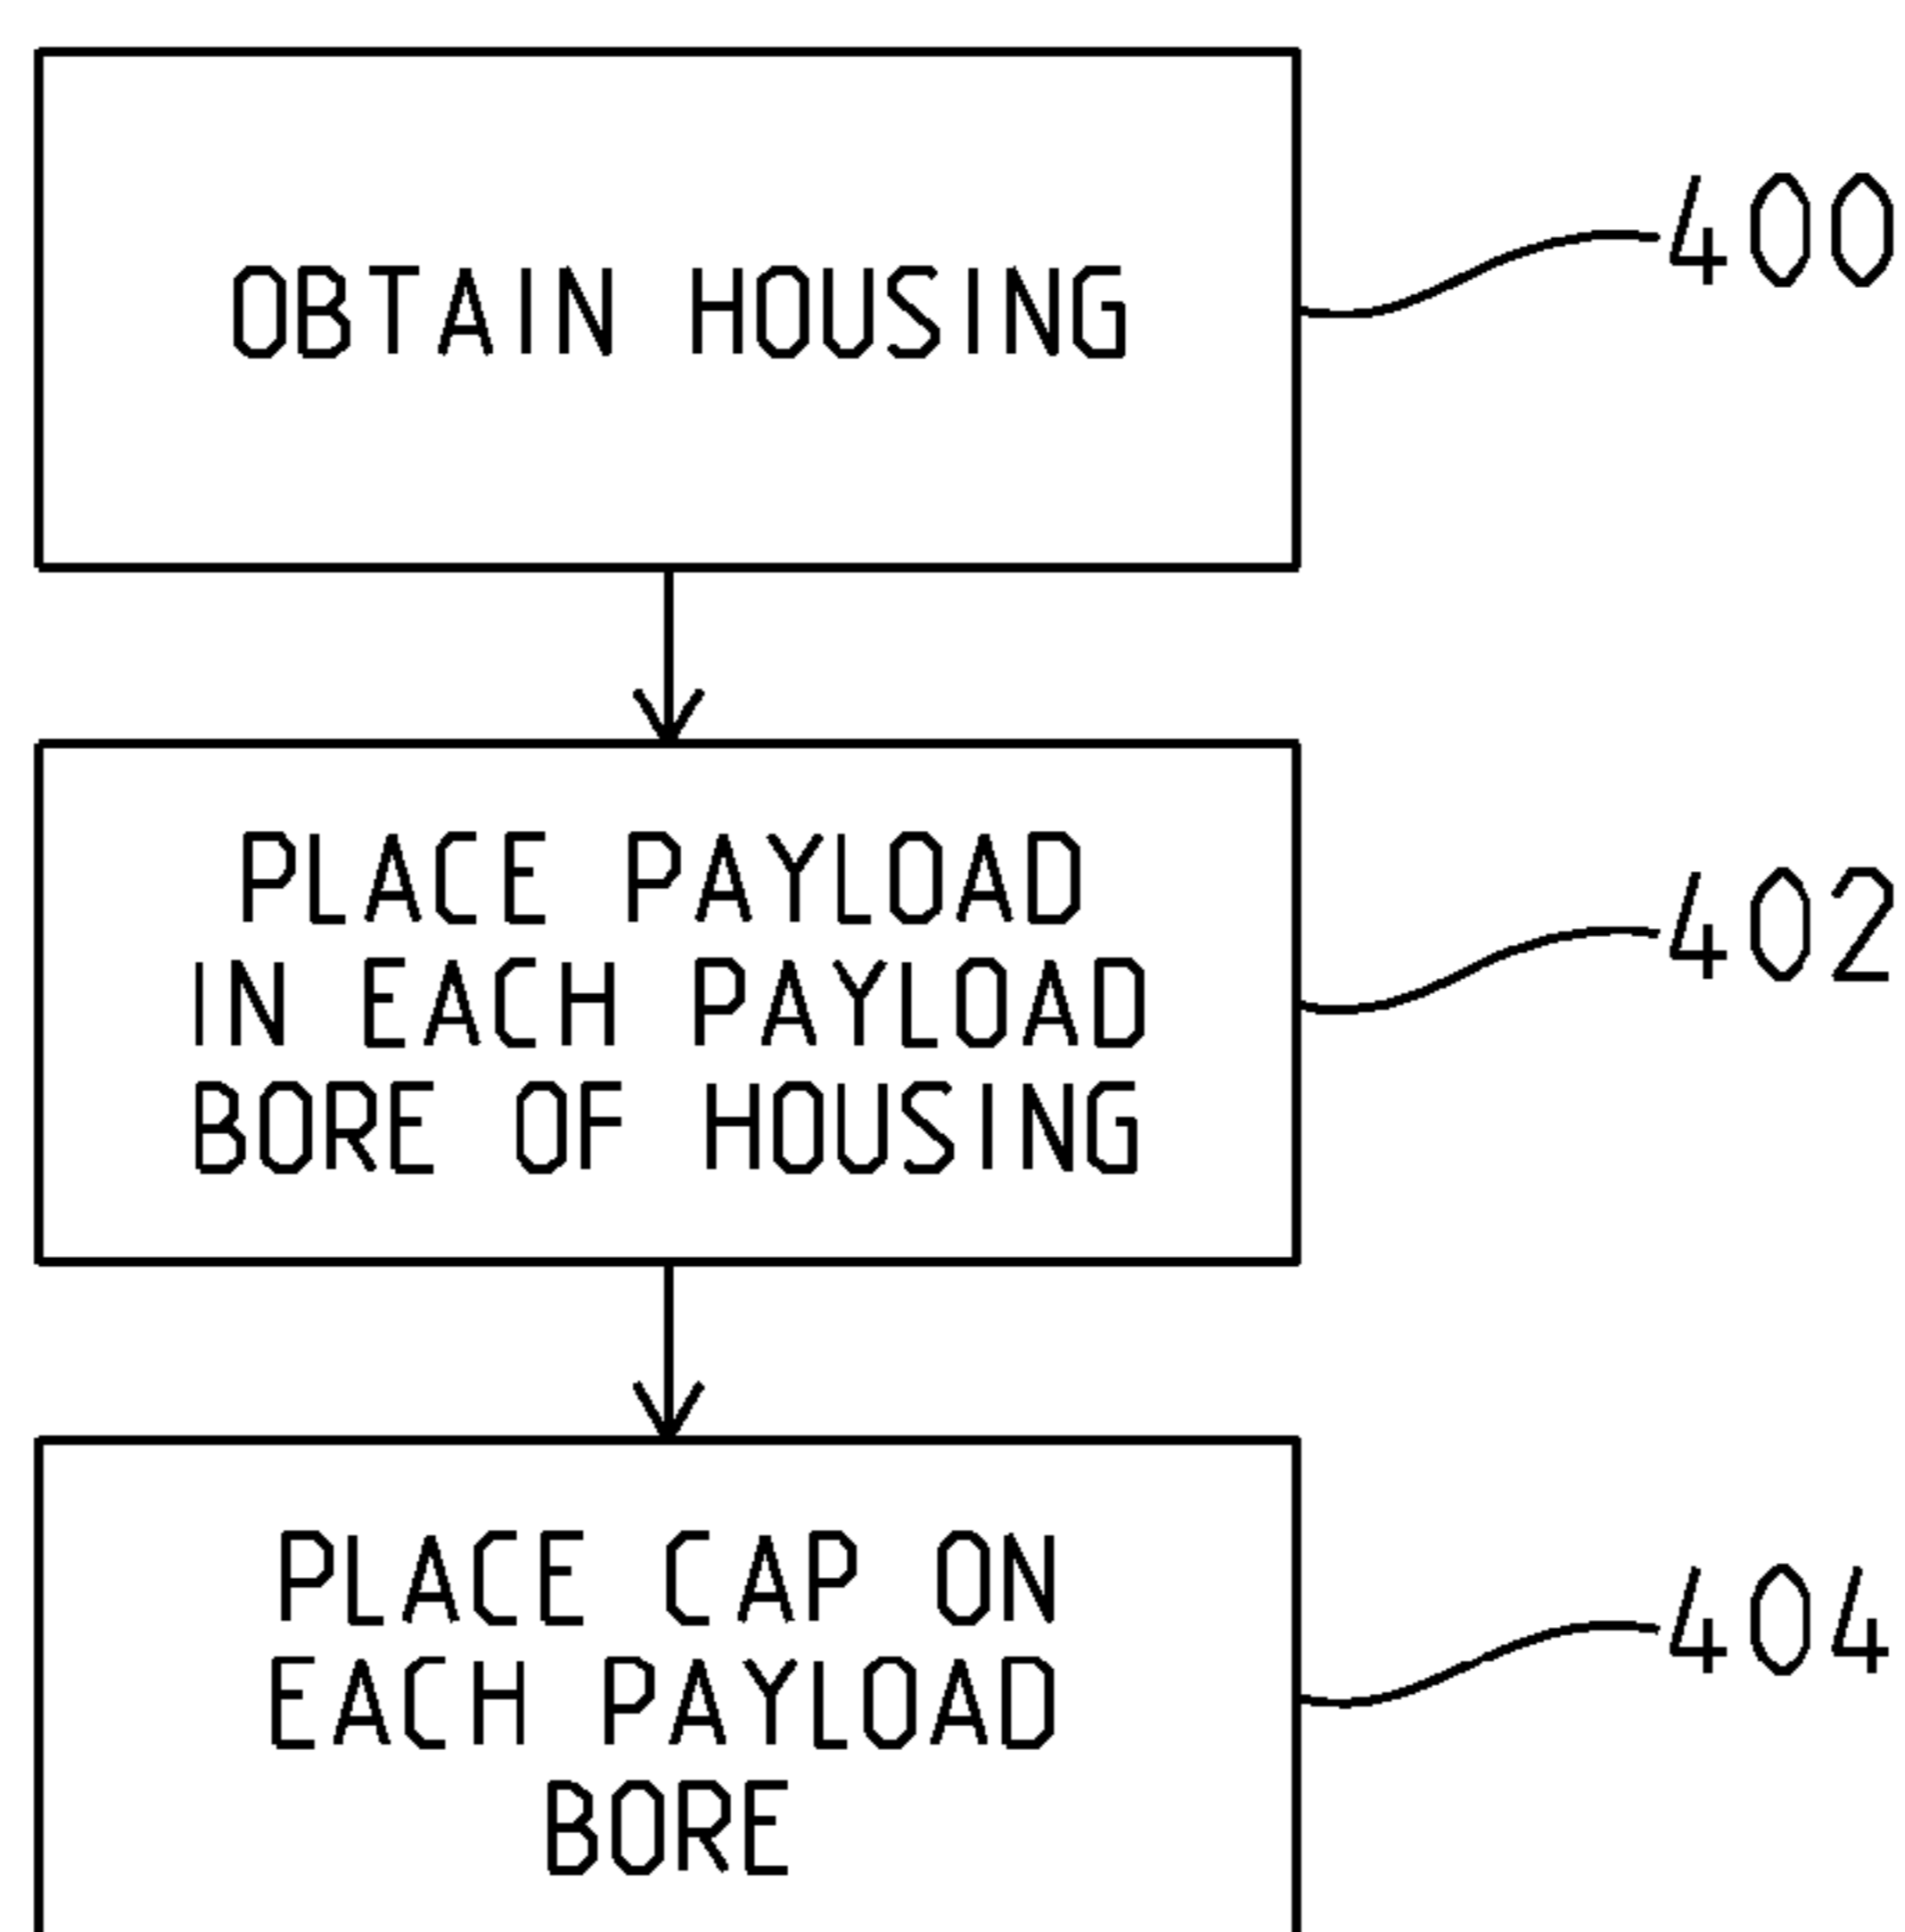 OBTAIN HOUSING
400
PLACE PAYLOAD
IN EACH PAYLOAD
BORE OF HOUSING
402
PLACE CAP ON
EACH PAYLOAD
BORE
404